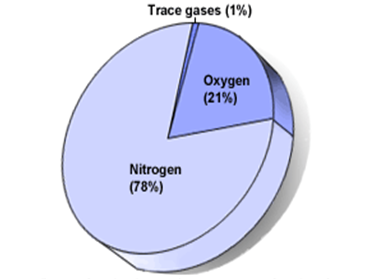 Trace gases (1%)
Oxygen
(21%)
Nitrogen
(78%)